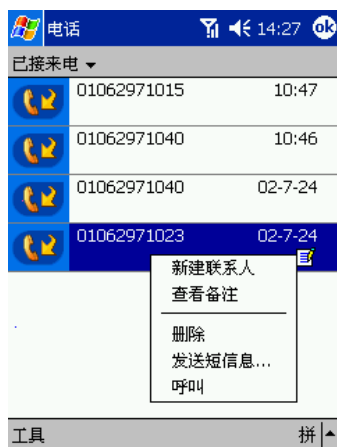 电话 14:27 ok
已接来电
01062971015 10:47
01062971040 10:46
01062971040 02-7-24
01062971023 02-7-24
新建联系人
查看备注
删除
发送短信息...
呼叫
工具 拼